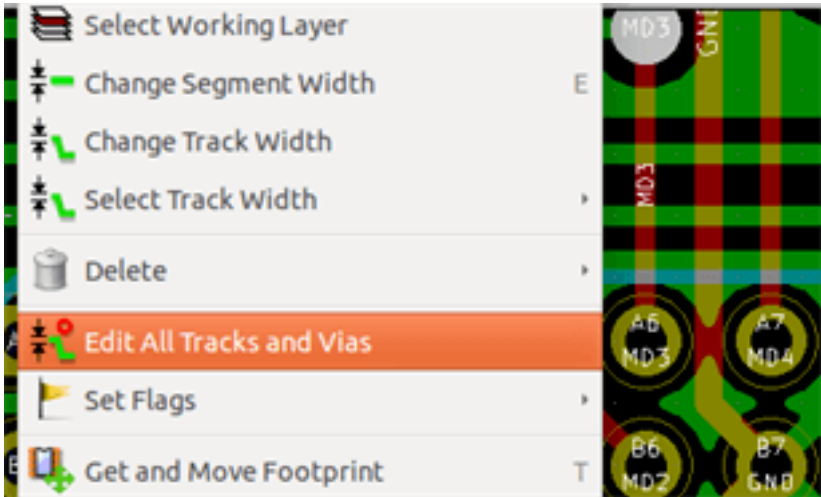 Select Working Layer
Change Segment Width E
Change Track Width
Select Track Width
Delete
Edit All Tracks and Vias
Set Flags
Get and Move Footprint T
MD3
GND
MD3
A6
MD3
A7
MD4
B6
MD2
B7
GND